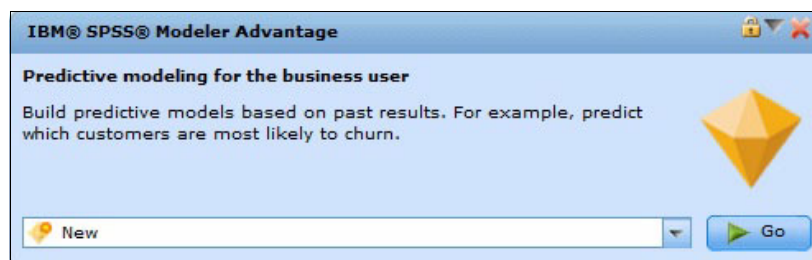 IBM® SPSS® Modeler Advantage
Predictive modeling for the business user
Build predictive models based on past results. For example, predict
which customers are most likely to churn.
New
Go